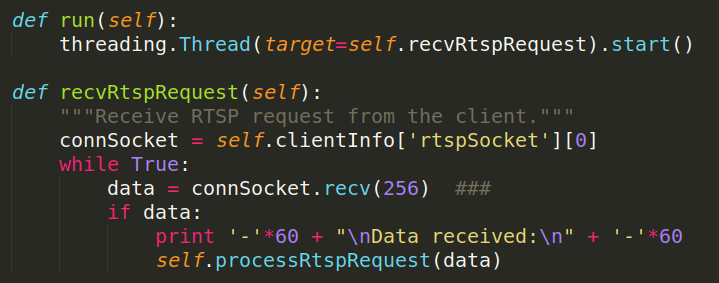 def run(self):
    threading.Thread(target=self.recvRtspRequest).start()

def recvRtspRequest(self):
    """Receive RTSP request from the client."""
    connSocket = self.clientInfo['rtspSocket'][0]
    while True:
        data = connSocket.recv(256)  ###
        if data:
            print '-'*60 + "\nData received:\n" + '-'*60
            self.processRtspRequest(data)